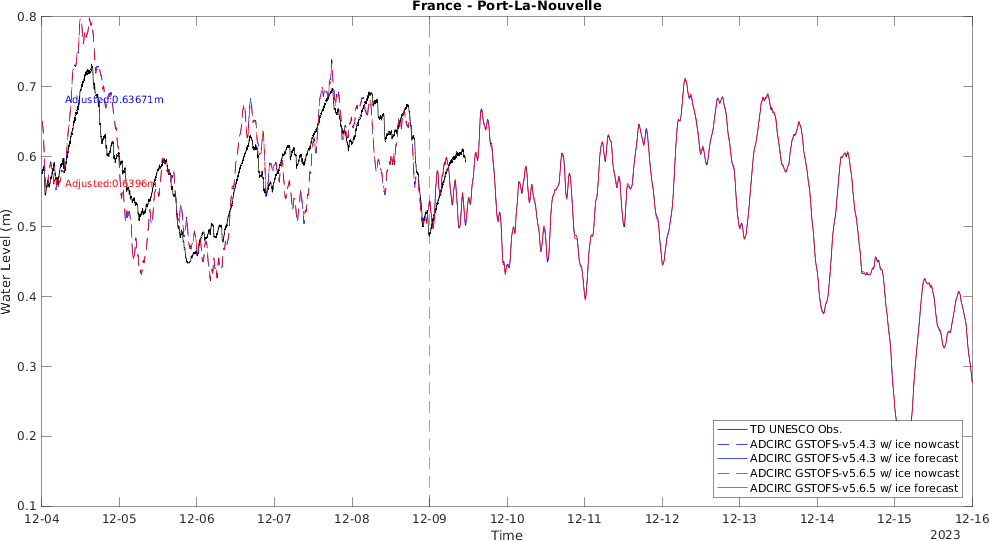 France - Port-La-Nouvelle
0.8
0.7
0.6
0.5
0.4
0.3
0.2
0.1
Water Level (m)
Adjusted:0.63671m
Adjusted:0.6396m
TD UNESCO Obs.
ADCIRC GSTOFS-v5.4.3 w/ ice nowcast
ADCIRC GSTOFS-v5.4.3 w/ ice forecast
ADCIRC GSTOFS-v5.6.5 w/ ice nowcast
ADCIRC GSTOFS-v5.6.5 w/ ice forecast
12-04 12-05 12-06 12-07 12-08 12-09 12-10 12-11 12-12 12-13 12-14 12-15 12-16
Time
2023